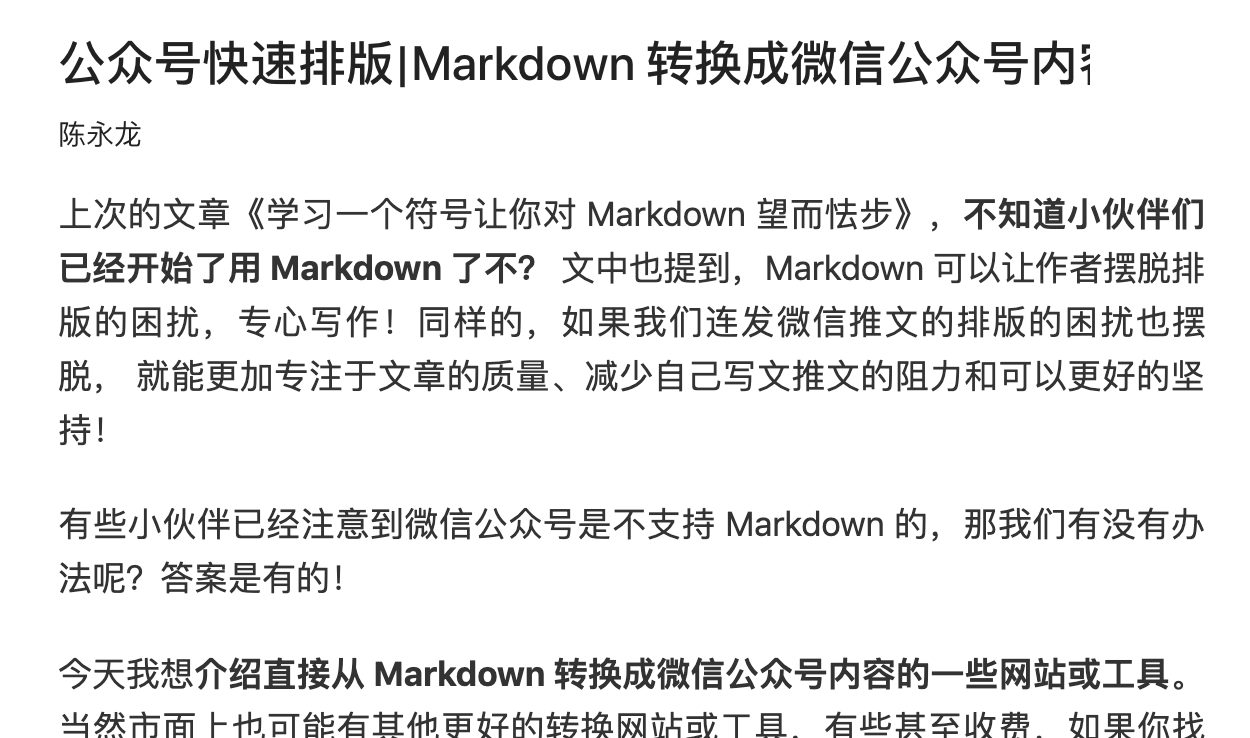 公众号快速排版|Markdown 转换成微信公众号内
陈永龙
上次的文章《学习一个符号让你对 Markdown 望而怯步》，不知道小伙伴们
已经开始了用 Markdown 了不？ 文中也提到，Markdown 可以让作者摆脱排
版的困扰，专心写作！同样的，如果我们连发微信推文的排版的困扰也摆
脱， 就能更加专注于文章的质量、减少自己写文推文的阻力和可以更好的坚
持！
有些小伙伴已经注意到微信公众号是不支持 Markdown 的，那我们有没有办
法呢？答案是有的！
今天我想介绍直接从 Markdown 转换成微信公众号内容的一些网站或工具。
当然市面上也可能有其他更好的转换网站或工具，有些甚至收费，如果你找